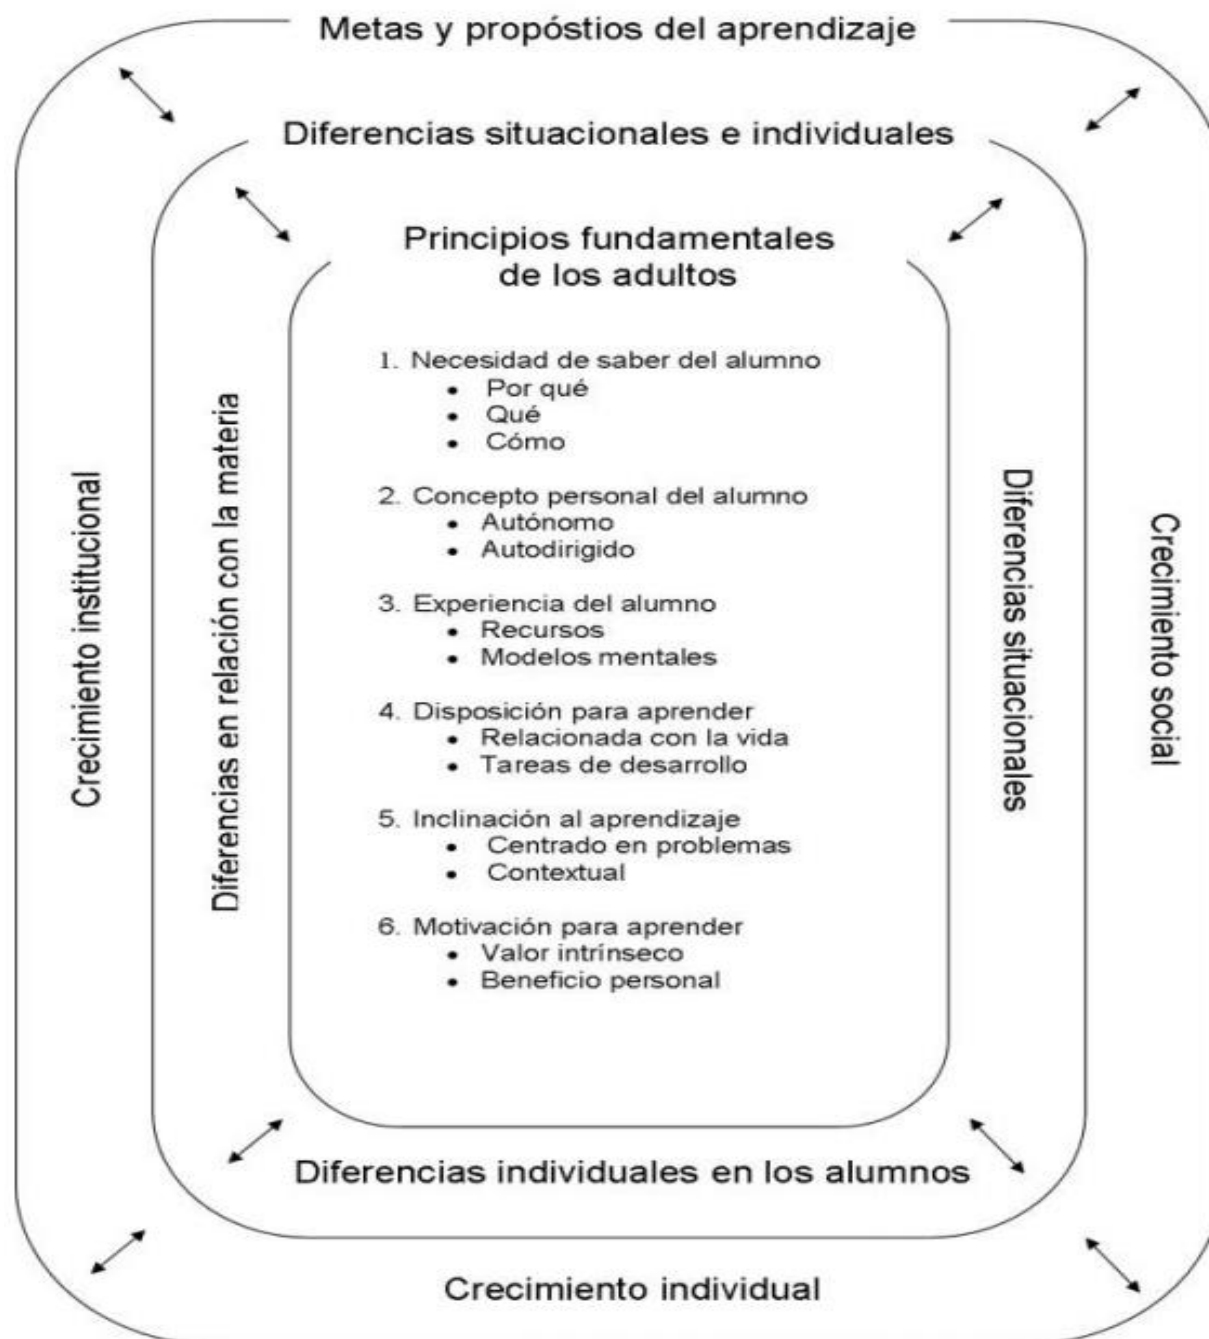 Metas y propóstios del aprendizaje
Diferencias situacionales e individuales
Principios fundamentales
de los adultos
Crecimiento institucional
Diferencias en relación con la materia
1. Necesidad de saber del alumno
• Por qué
• Qué
• Cómo
2. Concepto personal del alumno
• Autónomo
• Autodirigido
3. Experiencia del alumno
• Recursos
• Modelos mentales
4. Disposición para aprender
• Relacionada con la vida
• Tareas de desarrollo
5. Inclinación al aprendizaje
• Centrado en problemas
• Contextual
6. Motivación para aprender
• Valor intrínseco
• Beneficio personal
Diferencias situacionales
Crecimiento social
Diferencias individuales en los alumnos
Crecimiento individual